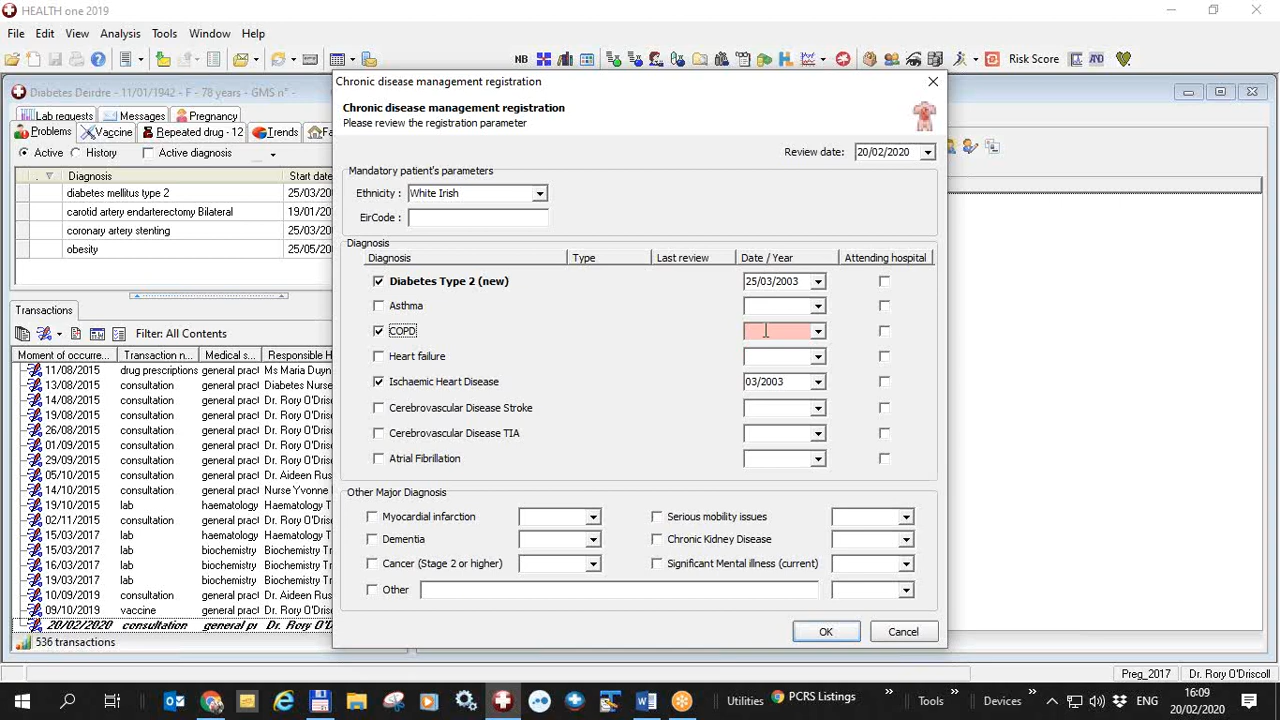 HEALTH one 2019
File Edit View Analysis Tools Window Help
NB
Risk Score
Diabetes Deirdre - 11/01/1942 - F - 78 years - GMS n° -
Lab requests Messages Pregnancy
Problems Vaccine Repeated drug - 12 Trends Fa
Active History Active diagnosis
. Diagnosis Start date
diabetes mellitus type 2 25/03/
carotid artery endarterectomy Bilateral 19/01/
coronary artery stenting 25/03/
obesity 25/05/
Transactions
Filter: All Contents
Moment of occurre... Transaction n... Medical s... Responsible H
11/08/2015 drug prescriptions general pract Ms Maria Duyn
13/08/2015 consultation general pract Diabetes Nurse
14/08/2015 consultation general pract Dr. Rory O'Dris
19/08/2015 consultation general pract Dr. Rory O'Dris
26/08/2015 consultation general pract Dr. Rory O'Dris
01/09/2015 consultation general pract Dr. Rory O'Dris
29/09/2015 consultation general pract Dr. Rory O'Dris
05/10/2015 consultation general pract Dr. Aideen Rus
14/10/2015 consultation general pract Nurse Yvonne
19/10/2015 lab haematology Haematology T
02/11/2015 consultation general pract Dr. Rory O'Dris
15/03/2017 lab haematology Haematology T
15/03/2017 lab biochemistry Biochemistry Tr
16/03/2017 lab biochemistry Biochemistry Tr
19/03/2017 lab biochemistry Biochemistry Tr
10/09/2019 consultation general pract Dr. Aideen Rus
09/10/2019 vaccine general pract Dr. Rory O'Dris
20/02/2020 consultation general pr Dr. Rory O'D
536 transactions
Chronic disease management registration
Chronic disease management registration
Please review the registration parameter
Review date: 20/02/2020
Mandatory patient's parameters
Ethnicity : White Irish
EirCode :
Diagnosis
Diagnosis Type Last review Date / Year Attending hospital
Diabetes Type 2 (new) 25/03/2003
Asthma
COPD
Heart failure
Ischaemic Heart Disease 03/2003
Cerebrovascular Disease Stroke
Cerebrovascular Disease TIA
Atrial Fibrillation
Other Major Diagnosis
Myocardial infarction Serious mobility issues
Dementia Chronic Kidney Disease
Cancer (Stage 2 or higher) Significant Mental illness (current)
Other
OK Cancel
Preg_2017 Dr. Rory O'Driscoll
Utilities PCRS Listings » Tools » Devices » ENG 16:09
20/02/2020